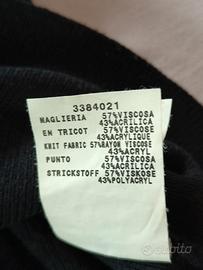 3384021
MAGLIERIA 57%VISCOSA
43%ACRILICA
EN TRICOT 57%VISCOSE
43%ACRYLIQUE
KNIT FABRIC 57%RAYON VISCOSE
43%ACRYL
PUNTO 57%VISCOSA
43%ACRILICA
STRICKSTOFF 57%VISKOSE
43%POLYACRYL
subito